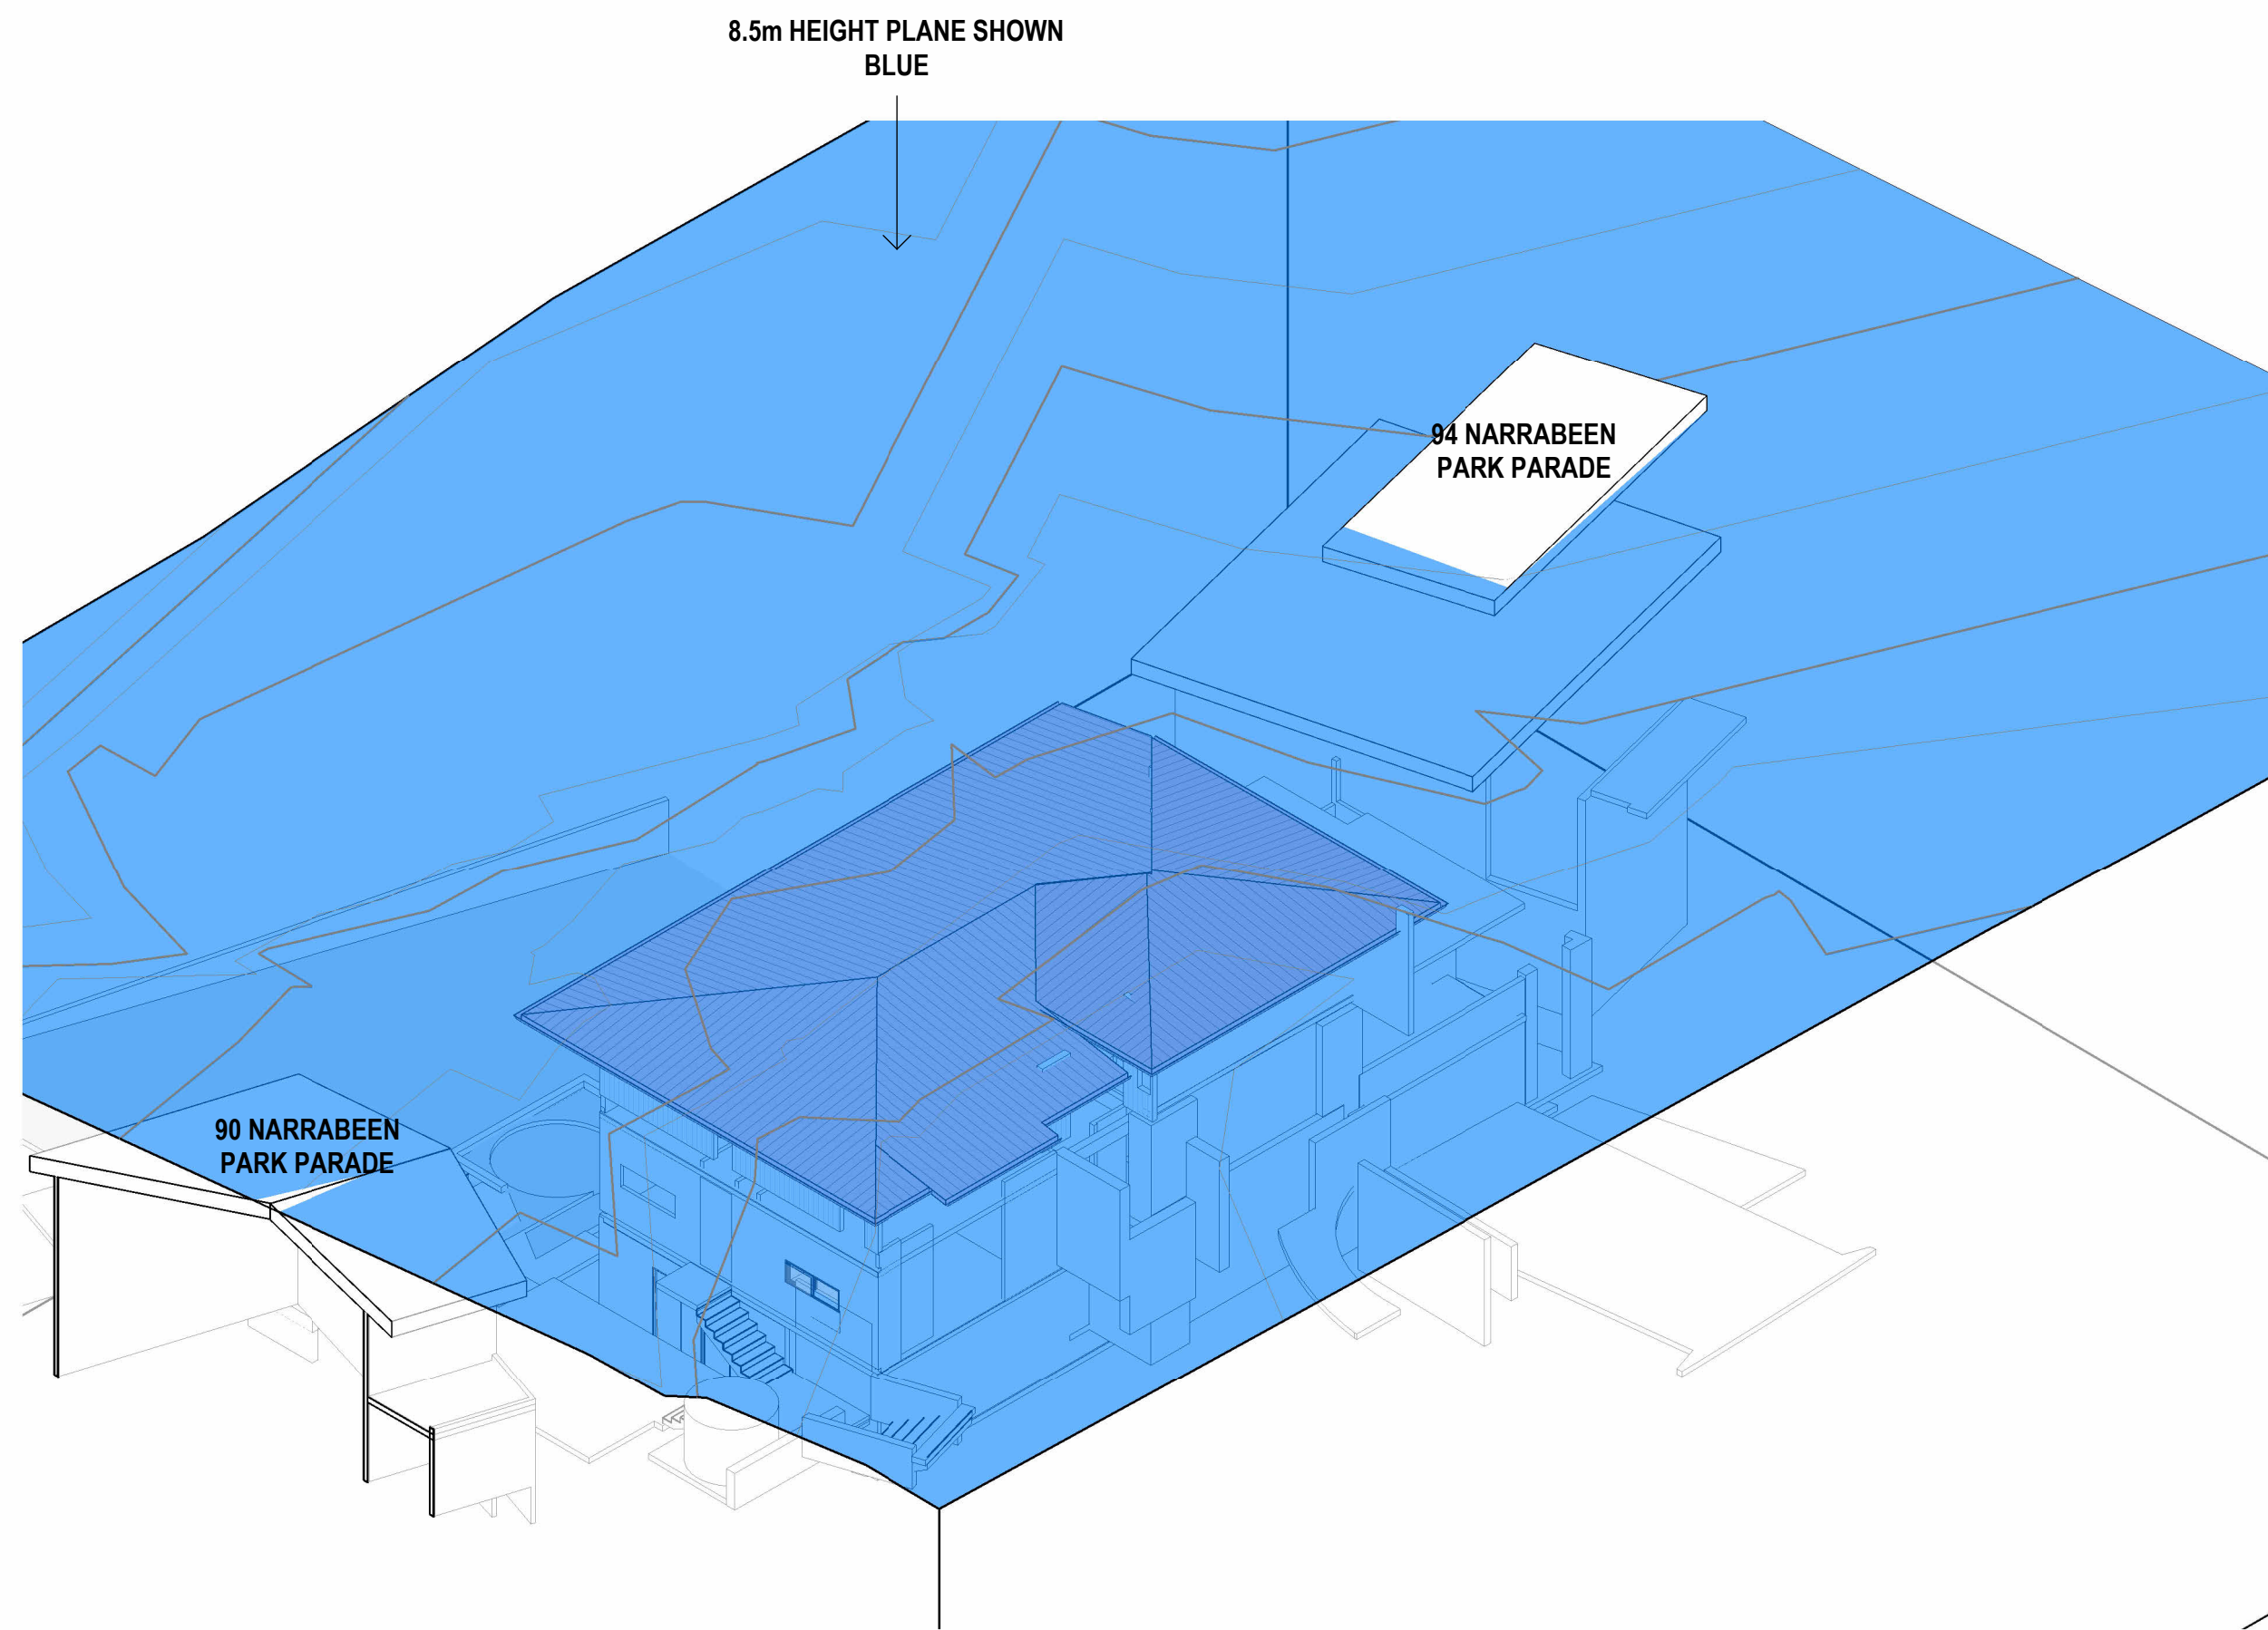 8.5m HEIGHT PLANE SHOWN
BLUE
94 NARRABEEN
PARK PARADE
90 NARRABEEN
PARK PARADE